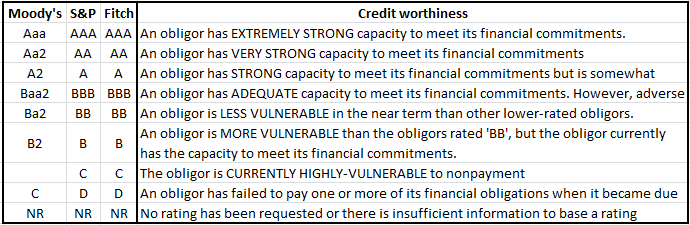 Moody's S&P Fitch Credit worthiness
Aaa AAA AAA An obligor has EXTREMELY STRONG capacity to meet its financial commitments.
Aa2 AA AA An obligor has VERY STRONG capacity to meet its financial commitments
A2 A A An obligor has STRONG capacity to meet its financial commitments but is somewhat
Baa2 BBB BBB An obligor has ADEQUATE capacity to meet its financial commitments. However, adverse
Ba2 BB BB An obligor is LESS VULNERABLE in the near term than other lower-rated obligors.
An obligor is MORE VULNERABLE than the obligors rated 'BB', but the obligor currently
B2 B B has the capacity to meet its financial commitments.
C C The obligor is CURRENTLY HIGHLY-VULNERABLE to nonpayment
C D D An obligor has failed to pay one or more of its financial obligations when it became due
NR NR NR No rating has been requested or there is insufficient information to base a rating